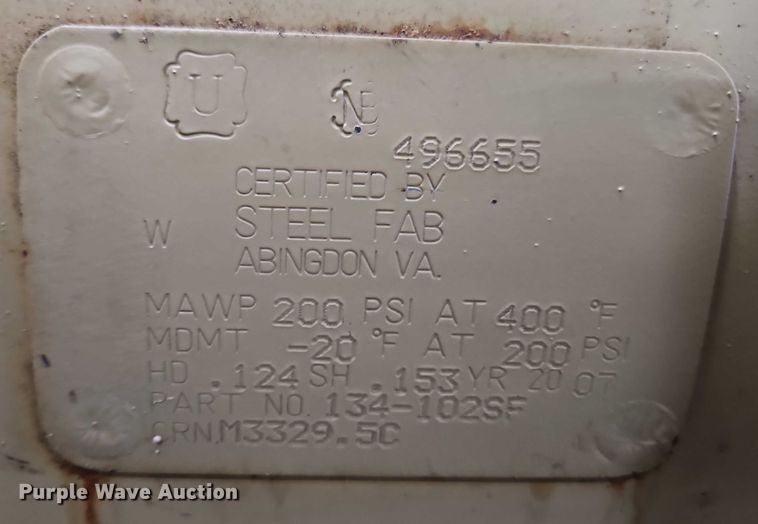 U NB
496655
CERTIFIED BY
W STEEL FAB
ABINGDON VA.
MAWP 200 PSI AT 400 °F
MDMT -20 °F AT 200 PSI
HD .124 SH .153 YR 20 07
PART NO. 134-102SF
CRN M3329.5C
Purple Wave Auction